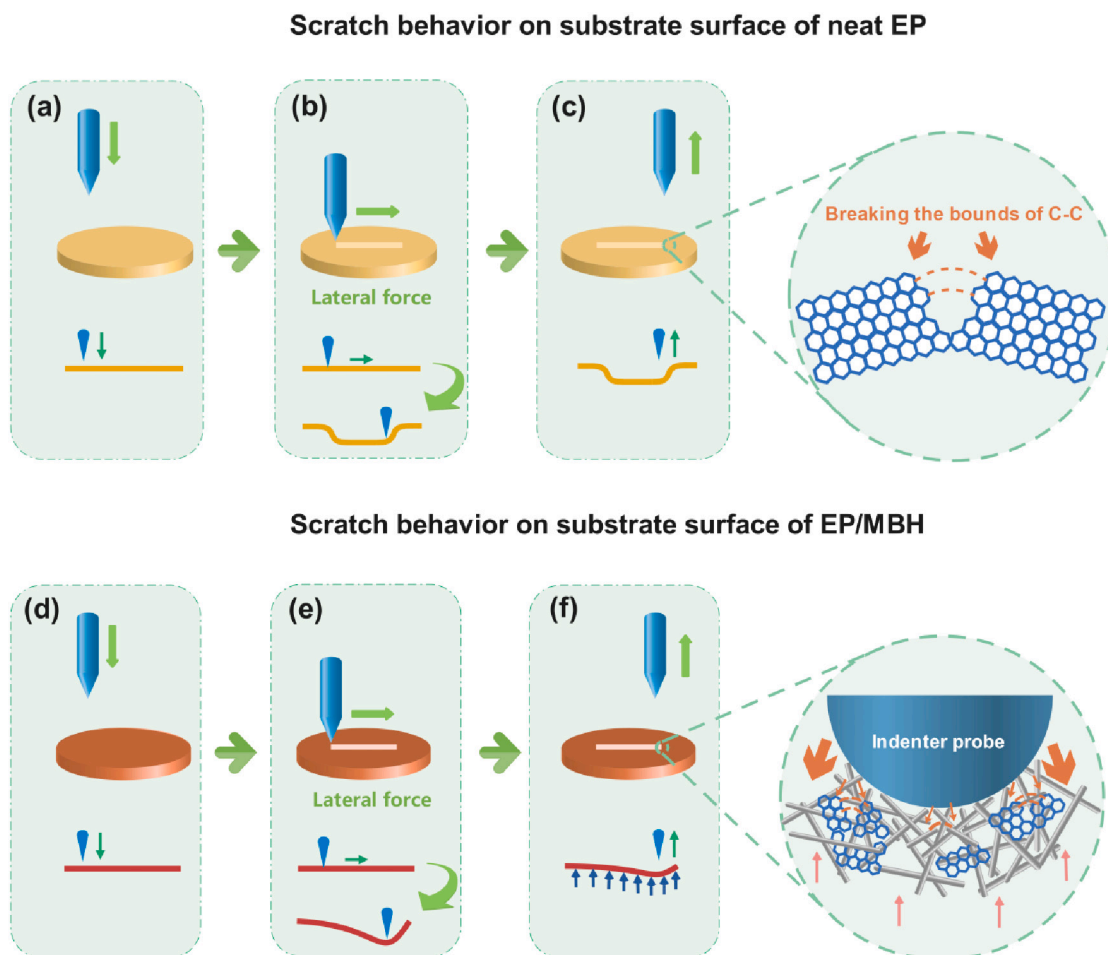 Scratch behavior on substrate surface of neat EP
(a)
(b)
(c)
Breaking the bounds of C-C
Lateral force
Scratch behavior on substrate surface of EP/MBH
(d)
(e)
(f)
Indenter probe
Lateral force